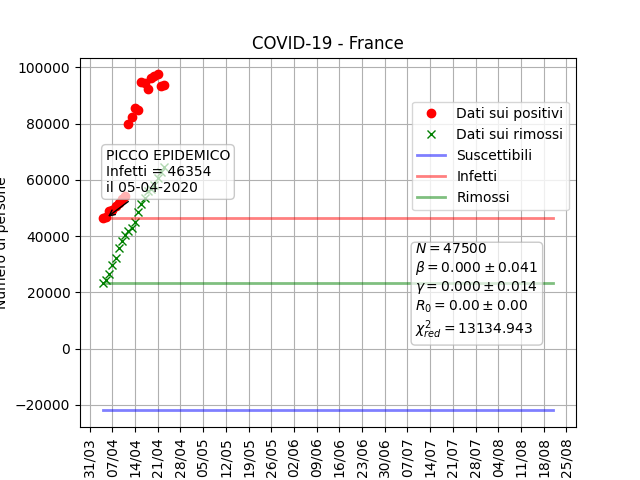 COVID-19 - France
Numero di persone
100000
80000
60000
40000
20000
0
−20000
PICCO EPIDEMICO
Infetti = 46354
il 05-04-2020
Dati sui positivi
Dati sui rimossi
Suscettibili
Infetti
Rimossi
N = 47500
β = 0.000 ± 0.041
γ = 0.000 ± 0.014
R₀ = 0.00 ± 0.00
χ²_red = 13134.943
31/03
07/04
14/04
21/04
28/04
05/05
12/05
19/05
26/05
02/06
09/06
16/06
23/06
30/06
07/07
14/07
21/07
28/07
04/08
11/08
18/08
25/08